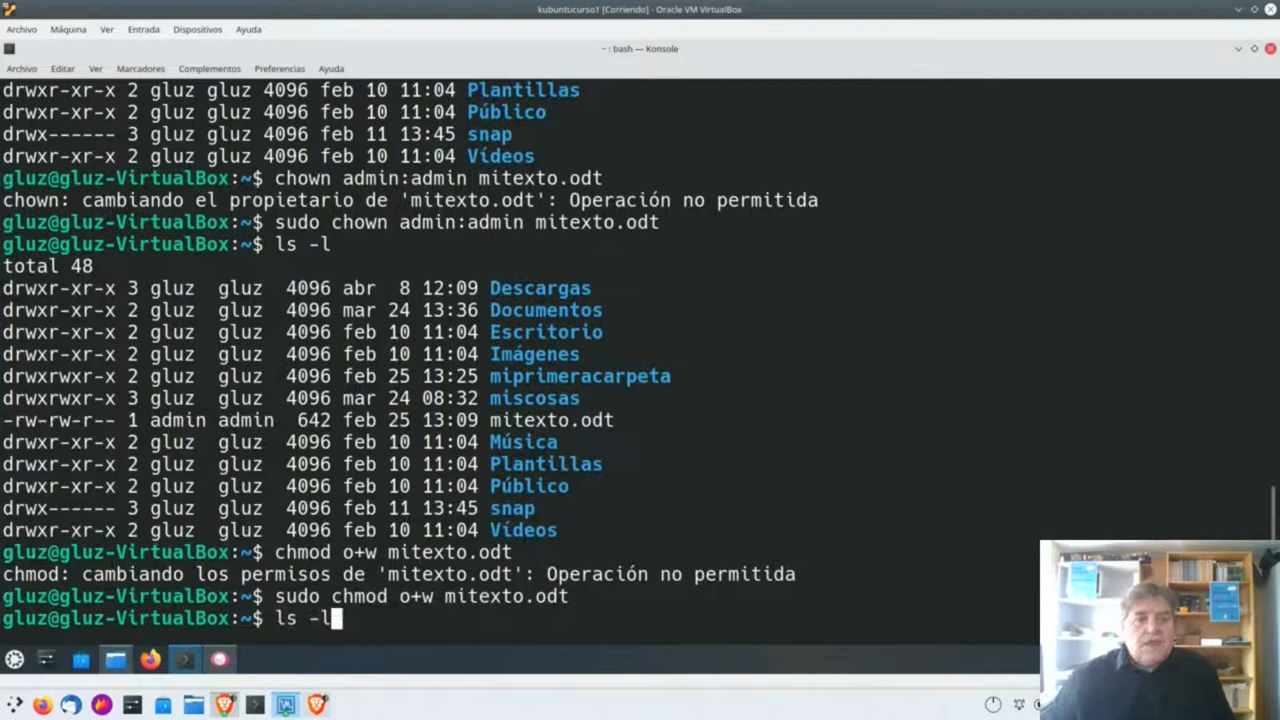 kubuntucurso1 [Corriendo] - Oracle VM VirtualBox
Archivo Máquina Ver Entrada Dispositivos Ayuda
~ : bash — Konsole
Archivo Editar Ver Marcadores Complementos Preferencias Ayuda
drwxr-xr-x 2 gluz gluz 4096 feb 10 11:04 Plantillas
drwxr-xr-x 2 gluz gluz 4096 feb 10 11:04 Público
drwx------ 3 gluz gluz 4096 feb 11 13:45 snap
drwxr-xr-x 2 gluz gluz 4096 feb 10 11:04 Vídeos
gluz@gluz-VirtualBox:~$ chown admin:admin mitexto.odt
chown: cambiando el propietario de 'mitexto.odt': Operación no permitida
gluz@gluz-VirtualBox:~$ sudo chown admin:admin mitexto.odt
gluz@gluz-VirtualBox:~$ ls -l
total 48
drwxr-xr-x 3 gluz  gluz  4096 abr  8 12:09 Descargas
drwxr-xr-x 2 gluz  gluz  4096 mar 24 13:36 Documentos
drwxr-xr-x 2 gluz  gluz  4096 feb 10 11:04 Escritorio
drwxr-xr-x 2 gluz  gluz  4096 feb 10 11:04 Imágenes
drwxrwxr-x 2 gluz  gluz  4096 feb 25 13:25 miprimeracarpeta
drwxrwxr-x 3 gluz  gluz  4096 mar 24 08:32 miscosas
-rw-rw-r-- 1 admin admin  642 feb 25 13:09 mitexto.odt
drwxr-xr-x 2 gluz  gluz  4096 feb 10 11:04 Música
drwxr-xr-x 2 gluz  gluz  4096 feb 10 11:04 Plantillas
drwxr-xr-x 2 gluz  gluz  4096 feb 10 11:04 Público
drwx------ 3 gluz  gluz  4096 feb 11 13:45 snap
drwxr-xr-x 2 gluz  gluz  4096 feb 10 11:04 Vídeos
gluz@gluz-VirtualBox:~$ chmod o+w mitexto.odt
chmod: cambiando los permisos de 'mitexto.odt': Operación no permitida
gluz@gluz-VirtualBox:~$ sudo chmod o+w mitexto.odt
gluz@gluz-VirtualBox:~$ ls -l